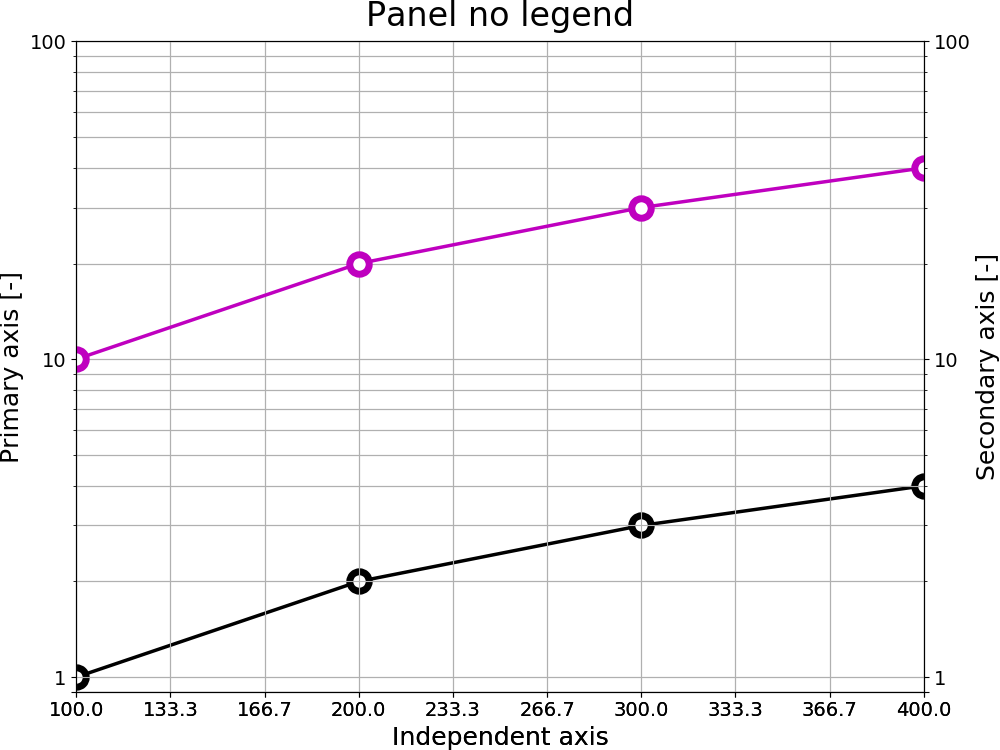 Panel no legend
100
10
1
Primary axis [-]
100
10
1
Secondary axis [-]
100.0 133.3 166.7 200.0 233.3 266.7 300.0 333.3 366.7 400.0
Independent axis